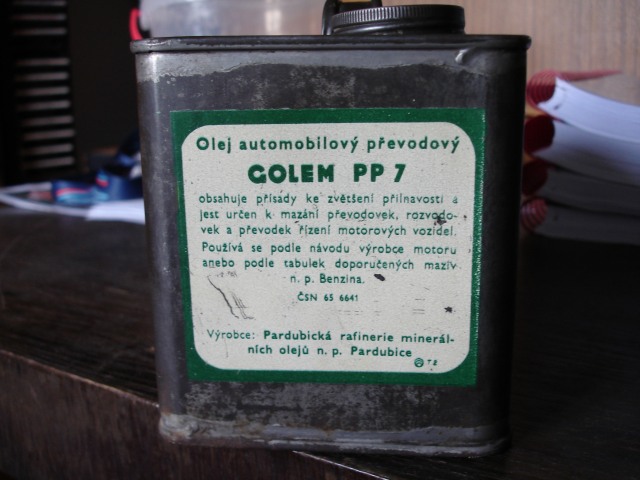 Olej automobilový převodový
GOLEM PP 7
obsahuje přísady ke zvětšení přilnavosti a
jest určen k mazání převodovek, rozvodo-
vek a převodek řízení motorových vozidel.
Používá se podle návodu výrobce motoru
anebo podle tabulek doporučených maziv
n. p. Benzina.
ČSN 65 6641
Výrobce: Pardubická rafinerie minerál-
ních olejů n. p. Pardubice